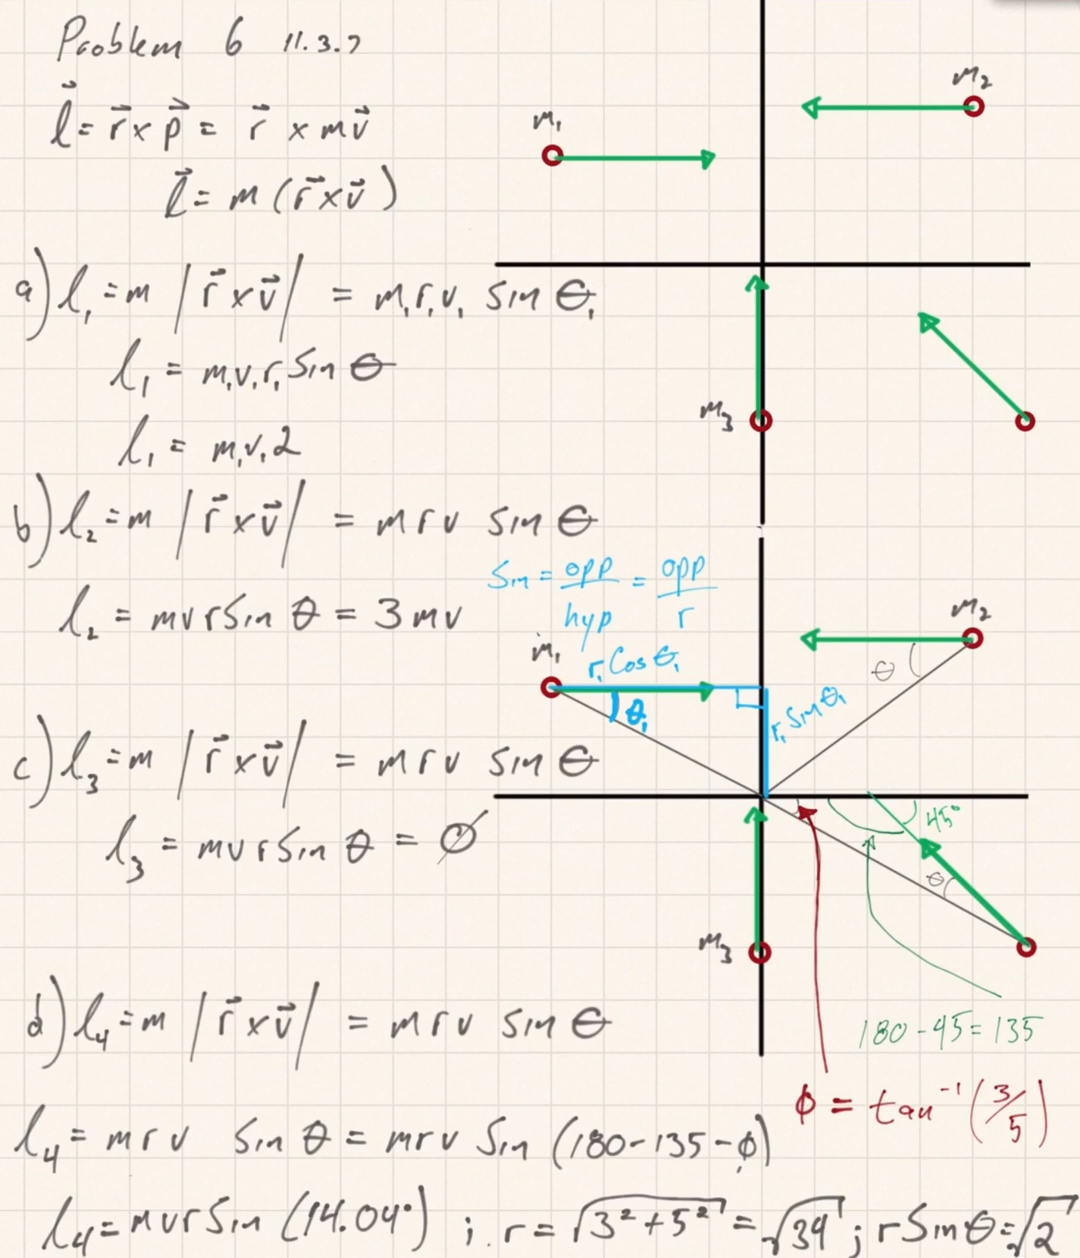 Problem 6 11.3.7
l⃗ = r⃗ × p⃗ = r⃗ × mv⃗
l⃗ = m (r⃗ × v⃗)
m₁
m₂
m₃
a) l₁ = m |r⃗ × v⃗| = m₁r₁v₁ sin θ₁
l₁ = m₁v₁r₁ sin θ
l₁ = m₁v₁2
b) l₂ = m |r⃗ × v⃗| = m r v sin θ
l₂ = mvr sin θ = 3mv
Sin = opp/hyp = opp/r
m₁
r₁ Cos θ₁
θ₁
r₁ Sin θ₁
m₂
θ
c) l₃ = m |r⃗ × v⃗| = m r v sin θ
l₃ = mvr sin θ = ∅
45°
θ
m₃
180 - 45 = 135
ϕ = tan⁻¹ (3/5)
d) l₄ = m |r⃗ × v⃗| = m r v sin θ
l₄ = mrv Sin θ = mrv Sin (180 - 135 - ϕ)
l₄ = mvr Sin (14.04°) ; r = √3² + 5² = √34 ; r Sin θ = √2